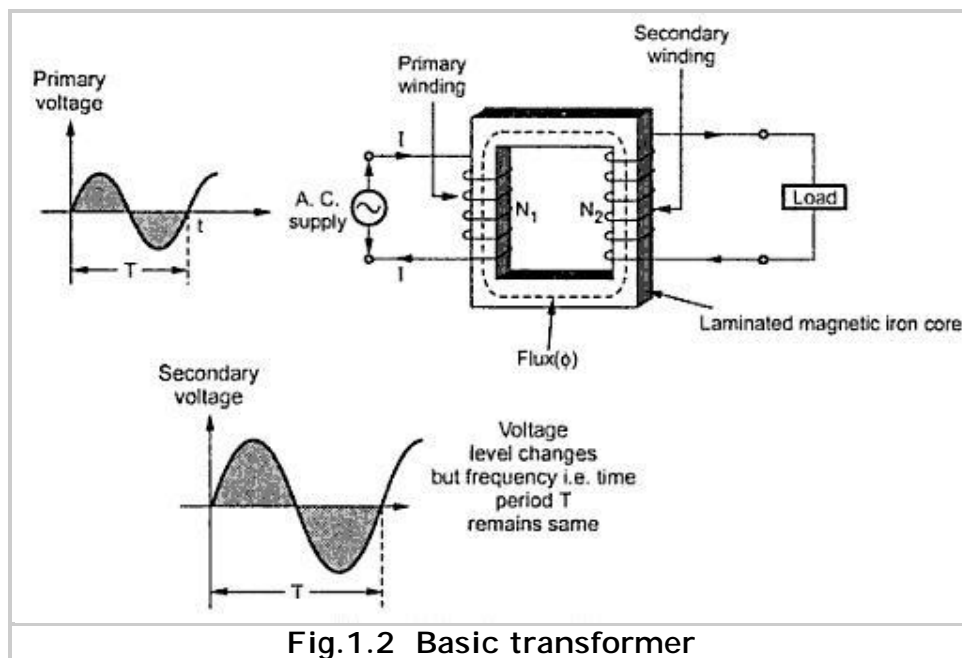 Primary
voltage
t
T
Primary
winding
Secondary
winding
I
A. C.
supply
I
N₁
N₂
Load
Laminated magnetic iron core
Flux(ϕ)
Secondary
voltage
T
Voltage
level changes
but frequency i.e. time
period T
remains same
Fig.1.2 Basic transformer